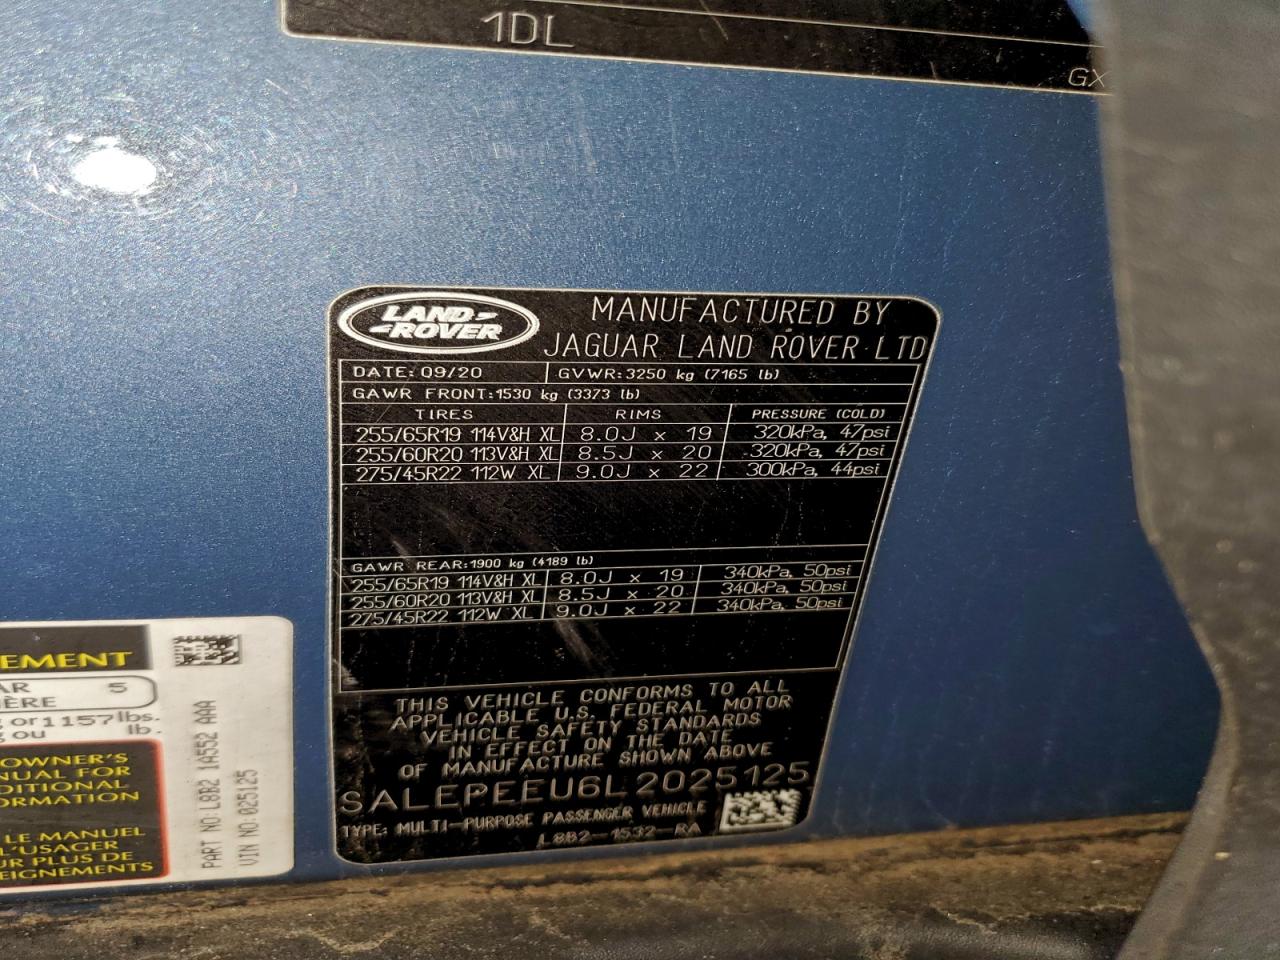 1DL
GX
LAND ROVER
MANUFACTURED BY
JAGUAR LAND ROVER LTD
DATE: 09/20 GVWR: 3250 kg (7165 lb)
GAWR FRONT: 1530 kg (3373 lb)
TIRES RIMS PRESSURE (COLD)
255/65R19 114V&H XL 8.0J x 19 320kPa, 47psi
255/60R20 113V&H XL 8.5J x 20 320kPa, 47psi
275/45R22 112W XL 9.0J x 22 300kPa, 44psi
GAWR REAR: 1900 kg (4189 lb)
255/65R19 114V&H XL 8.0J x 19 340kPa, 50psi
255/60R20 113V&H XL 8.5J x 20 340kPa, 50psi
275/45R22 112W XL 9.0J x 22 340kPa, 50psi
THIS VEHICLE CONFORMS TO ALL
APPLICABLE U.S. FEDERAL MOTOR
VEHICLE SAFETY STANDARDS
IN EFFECT ON THE DATE
OF MANUFACTURE SHOWN ABOVE
SALEPEEU6L2025125
TYPE: MULTI-PURPOSE PASSENGER VEHICLE
L8B2-1532-RA
EMENT
AR 5
IÈRE
g or 1157 lbs.
g ou lb.
OWNER'S
NUAL FOR
DITIONAL
ORMATION
LE MANUEL
L'USAGER
UR PLUS DE
EIGNEMENTS
PART NO: L8B2 1A552 AAA
VIN NO: 025125